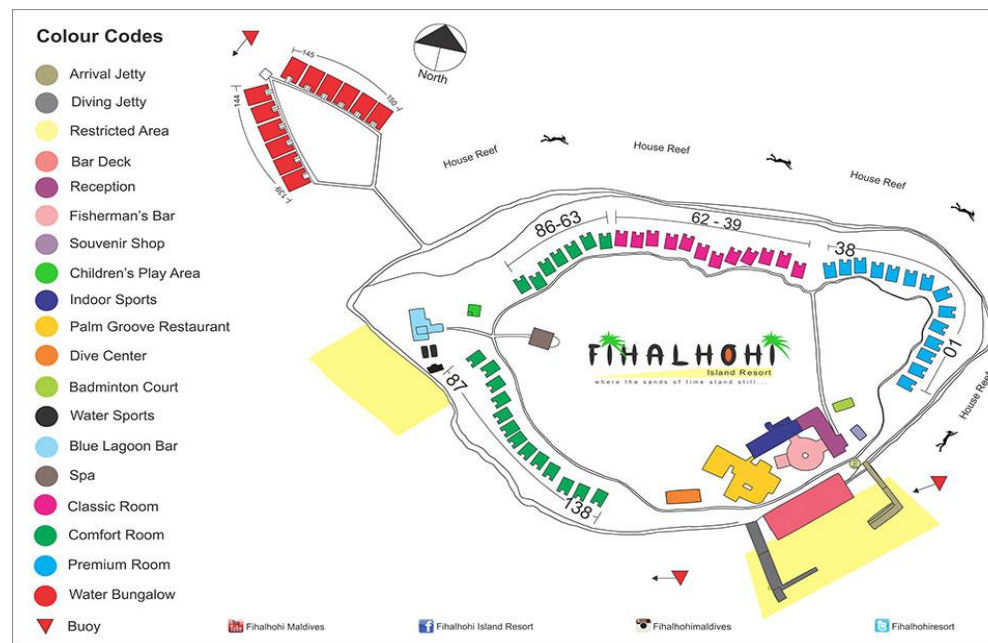 Colour Codes
Arrival Jetty
Diving Jetty
Restricted Area
Bar Deck
Reception
Fisherman's Bar
Souvenir Shop
Children's Play Area
Indoor Sports
Palm Groove Restaurant
Dive Center
Badminton Court
Water Sports
Blue Lagoon Bar
Spa
Classic Room
Comfort Room
Premium Room
Water Bungalow
Buoy
North
145
150
144
139
House Reef
House Reef
House Reef
House Reef
86-63
62 - 39
38
01
87
138
FIHALHOHI
Island Resort
where the sands of time stand still...
Fihalhohi Maldives
Fihalhohi Island Resort
Fihalhohimaldives
Fihalhohiresort